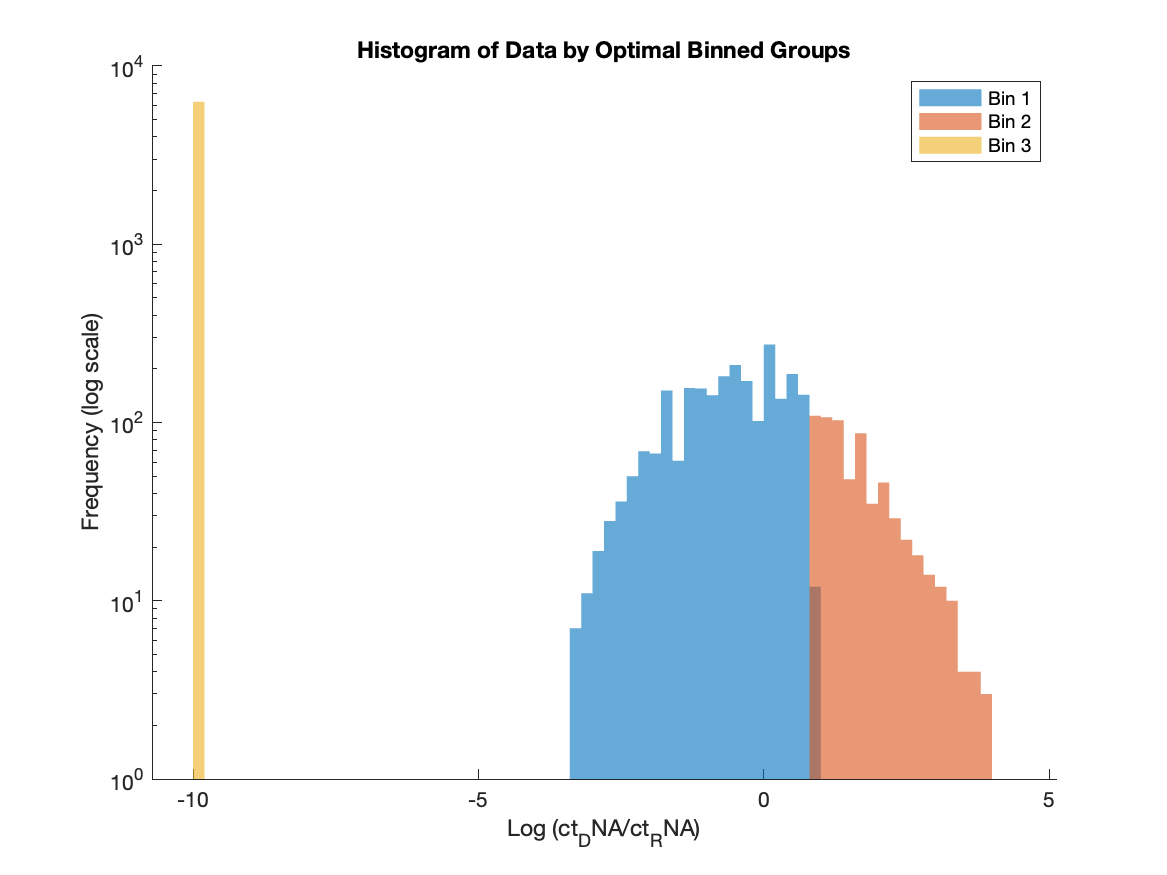 Histogram of Data by Optimal Binned Groups
Bin 1
Bin 2
Bin 3
Frequency (log scale)
10^4
10^3
10^2
10^1
10^0
-10 -5 0 5
Log (ct_DNA/ct_RNA)